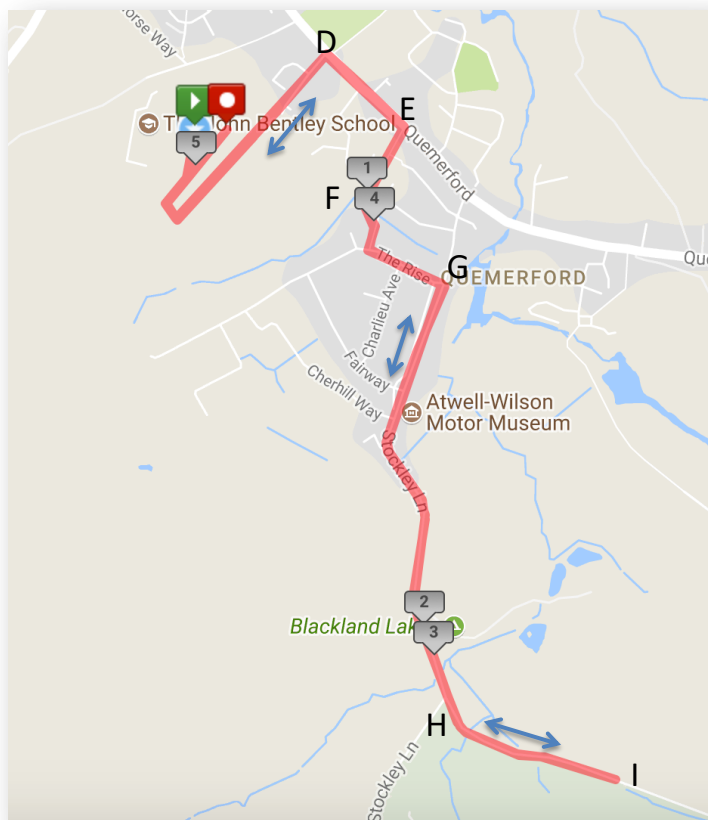 orse Way
D
E
The John Bentley School
5
Quemerford
1
F
4
The Rise
G
QUEMERFORD
Que
Charlieu Ave
Fairway
Cherhill Way
Atwell-Wilson
Motor Museum
Stockley Ln
2
Blackland Lak
3
H
Stockley Ln
I